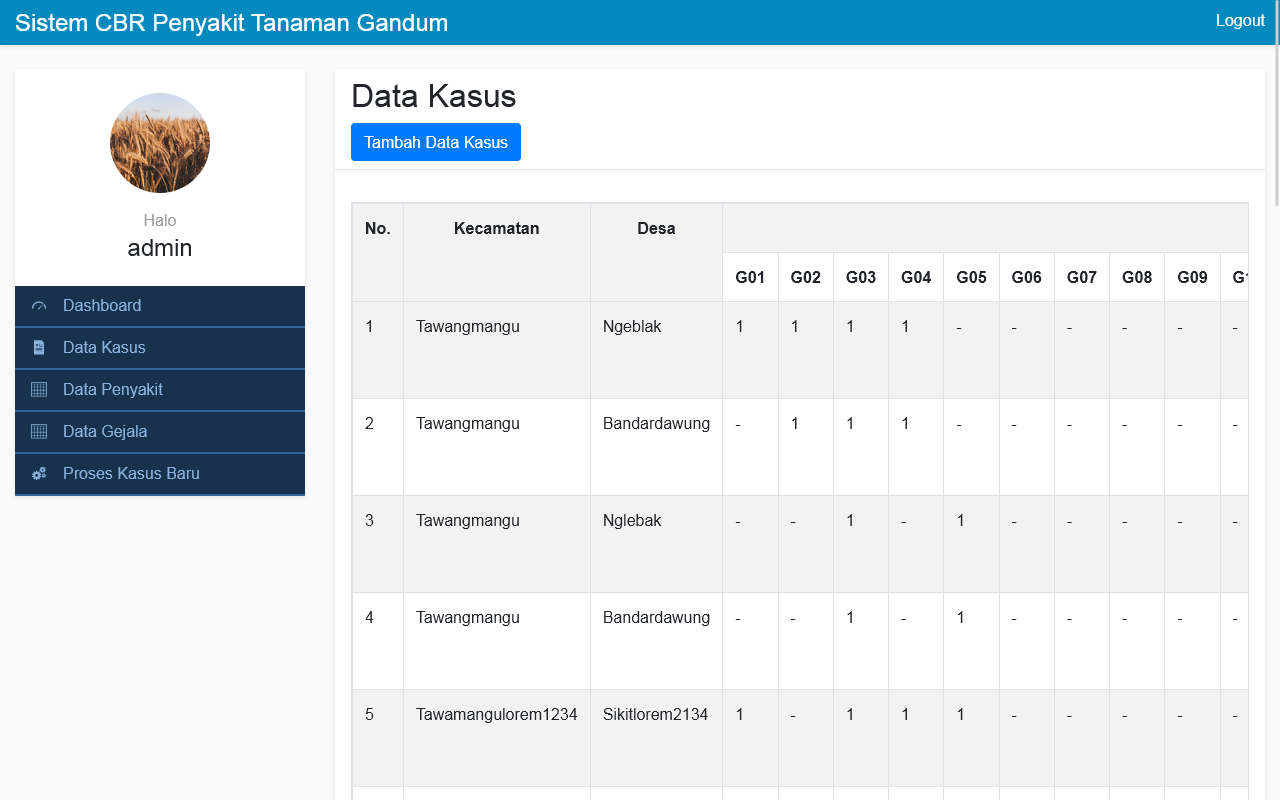 Sistem CBR Penyakit Tanaman Gandum
Logout
Halo
admin
Dashboard
Data Kasus
Data Penyakit
Data Gejala
Proses Kasus Baru
Data Kasus
Tambah Data Kasus
No. Kecamatan Desa
G01 G02 G03 G04 G05 G06 G07 G08 G09
1 Tawangmangu Ngeblak 1 1 1 1 - - - - - -
2 Tawangmangu Bandardawung - 1 1 1 - - - - - -
3 Tawangmangu Nglebak - - 1 - 1 - - - - -
4 Tawangmangu Bandardawung - - 1 - 1 - - - - -
5 Tawamangulorem1234 Sikitlorem2134 1 - 1 1 1 - - - - -